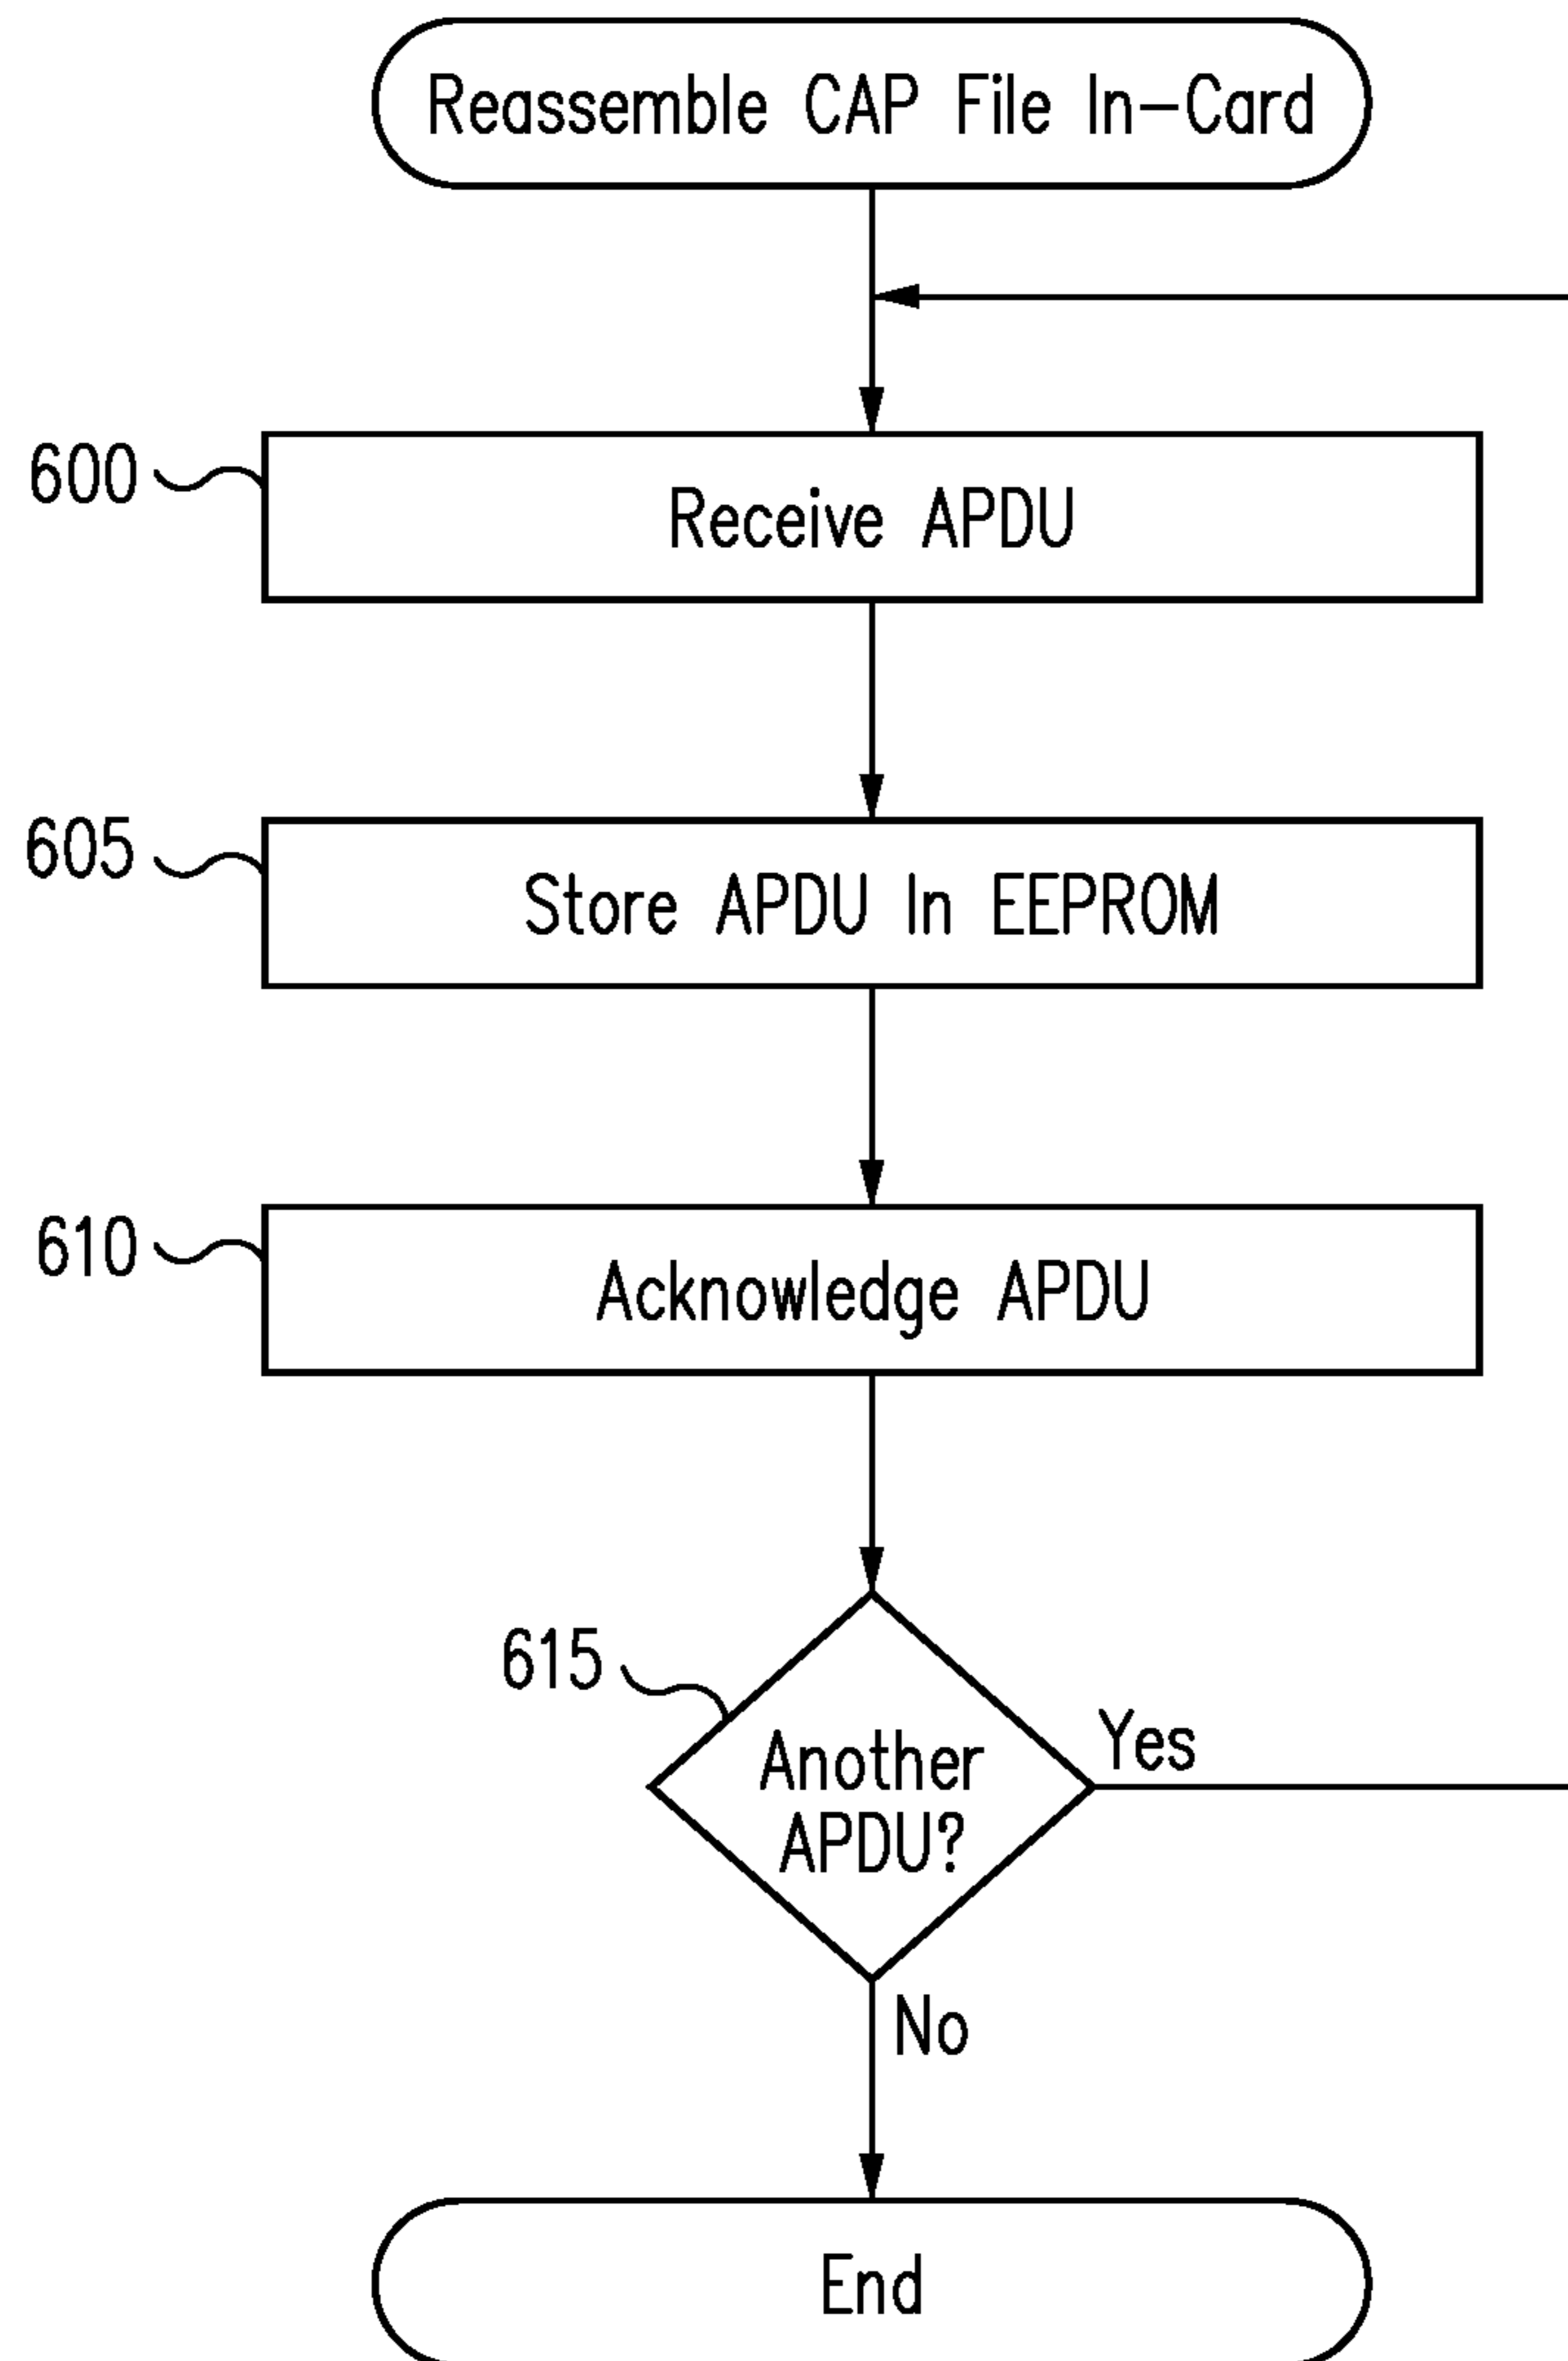 Reassemble CAP File In-Card
600
Receive APDU
605
Store APDU In EEPROM
610
Acknowledge APDU
615
Another
APDU?
Yes
No
End